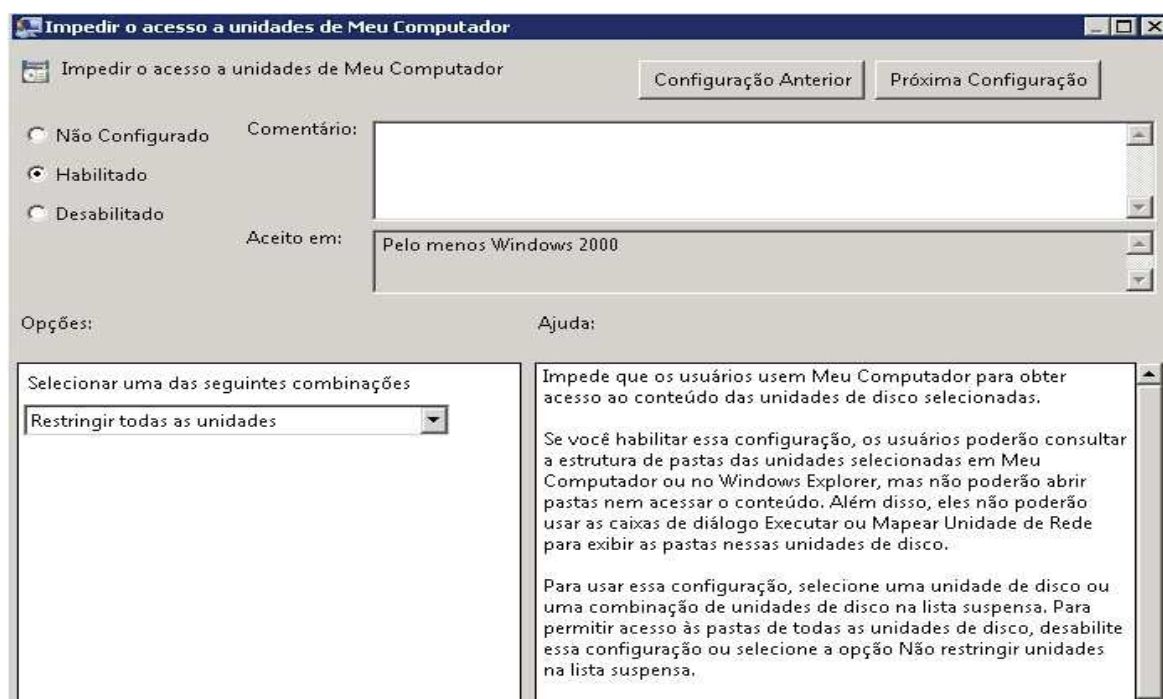 Impedir o acesso a unidades de Meu Computador
Impedir o acesso a unidades de Meu Computador
Configuração Anterior
Próxima Configuração
Não Configurado
Habilitado
Desabilitado
Comentário:
Aceito em:
Pelo menos Windows 2000
Opções:
Ajuda:
Selecionar uma das seguintes combinações
Restringir todas as unidades
Impede que os usuários usem Meu Computador para obter
acesso ao conteúdo das unidades de disco selecionadas.
Se você habilitar essa configuração, os usuários poderão consultar
a estrutura de pastas das unidades selecionadas em Meu
Computador ou no Windows Explorer, mas não poderão abrir
pastas nem acessar o conteúdo. Além disso, eles não poderão
usar as caixas de diálogo Executar ou Mapear Unidade de Rede
para exibir as pastas nessas unidades de disco.
Para usar essa configuração, selecione uma unidade de disco ou
uma combinação de unidades de disco na lista suspensa. Para
permitir acesso às pastas de todas as unidades de disco, desabilite
essa configuração ou selecione a opção Não restringir unidades
na lista suspensa.